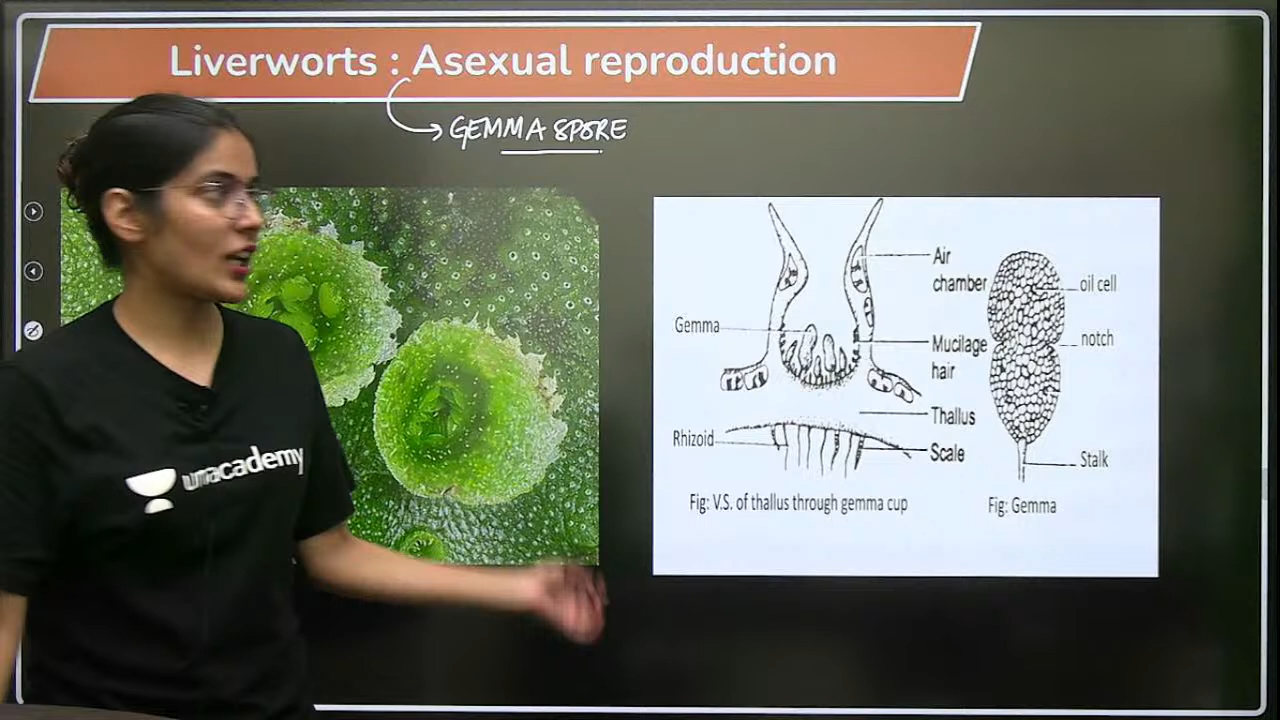 Liverworts : Asexual reproduction
GEMMA SPORE
unacademy
Air
chamber
oil cell
Gemma
notch
Mucilage
hair
Thallus
Rhizoid
Scale
Stalk
Fig: V.S. of thallus through gemma cup
Fig: Gemma